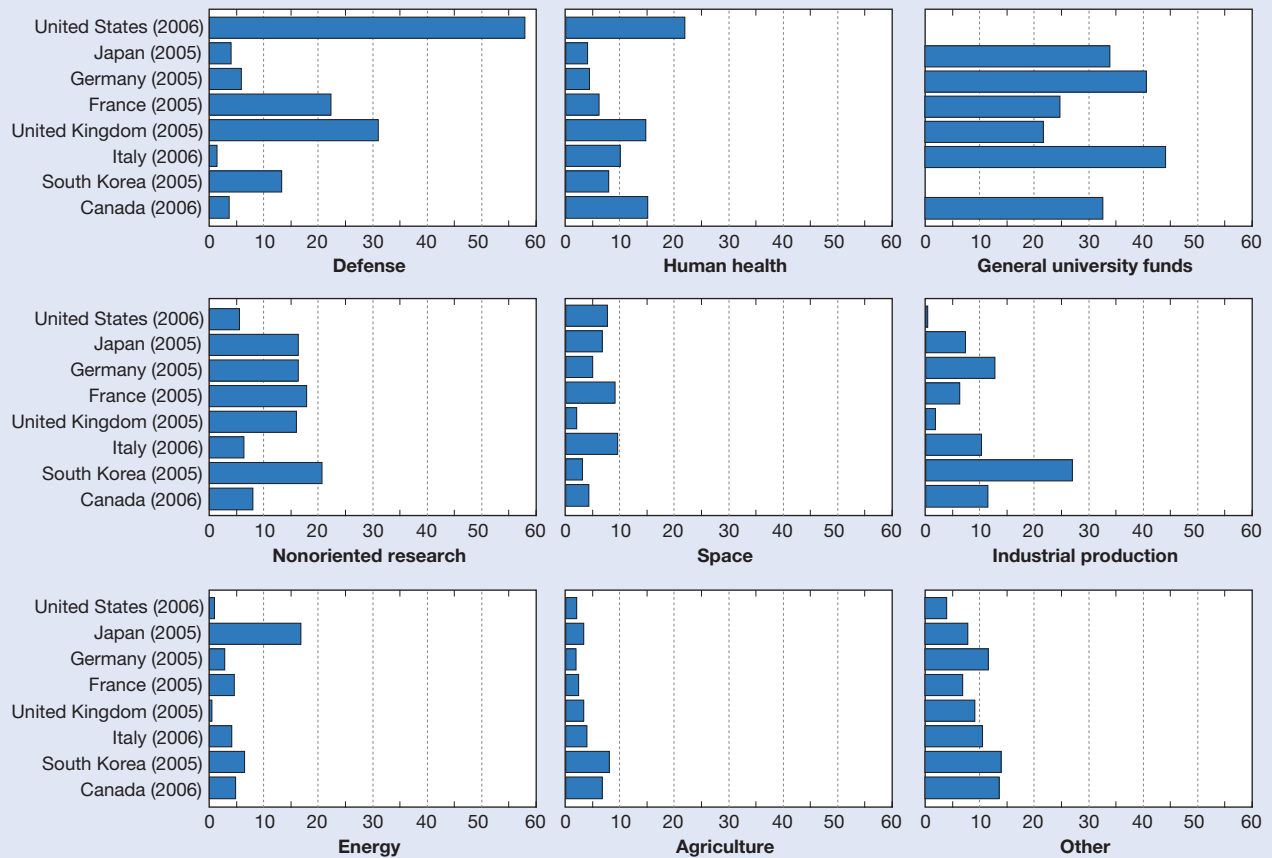 United States (2006)
Japan (2005)
Germany (2005)
France (2005)
United Kingdom (2005)
Italy (2006)
South Korea (2005)
Canada (2006)
0 10 20 30 40 50 60
Defense
0 10 20 30 40 50 60
Human health
0 10 20 30 40 50 60
General university funds
United States (2006)
Japan (2005)
Germany (2005)
France (2005)
United Kingdom (2005)
Italy (2006)
South Korea (2005)
Canada (2006)
0 10 20 30 40 50 60
Nonoriented research
0 10 20 30 40 50 60
Space
0 10 20 30 40 50 60
Industrial production
United States (2006)
Japan (2005)
Germany (2005)
France (2005)
United Kingdom (2005)
Italy (2006)
South Korea (2005)
Canada (2006)
0 10 20 30 40 50 60
Energy
0 10 20 30 40 50 60
Agriculture
0 10 20 30 40 50 60
Other